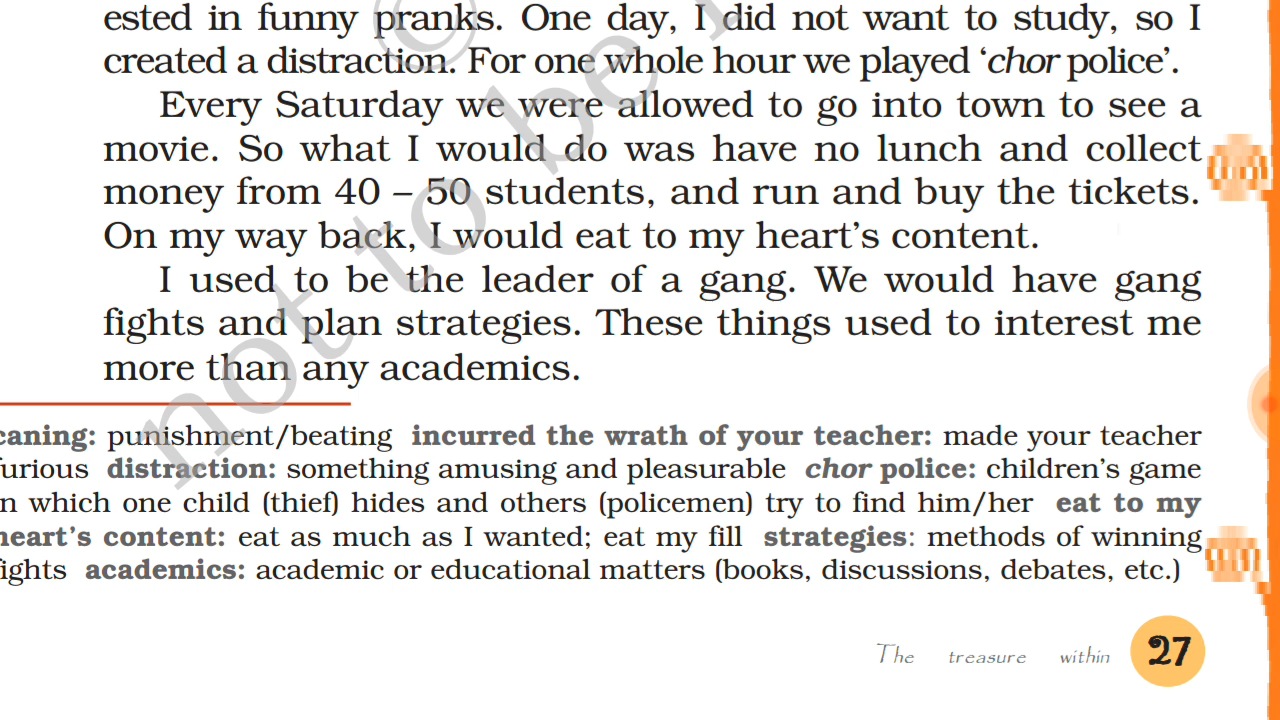 ested in funny pranks. One day, I did not want to study, so I
created a distraction. For one whole hour we played ‘chor police’.
Every Saturday we were allowed to go into town to see a
movie. So what I would do was have no lunch and collect
money from 40 – 50 students, and run and buy the tickets.
On my way back, I would eat to my heart’s content.
I used to be the leader of a gang. We would have gang
fights and plan strategies. These things used to interest me
more than any academics.
caning: punishment/beating incurred the wrath of your teacher: made your teacher
furious distraction: something amusing and pleasurable chor police: children’s game
in which one child (thief) hides and others (policemen) try to find him/her eat to my
heart’s content: eat as much as I wanted; eat my fill strategies: methods of winning
fights academics: academic or educational matters (books, discussions, debates, etc.)
The treasure within 27
© not to be